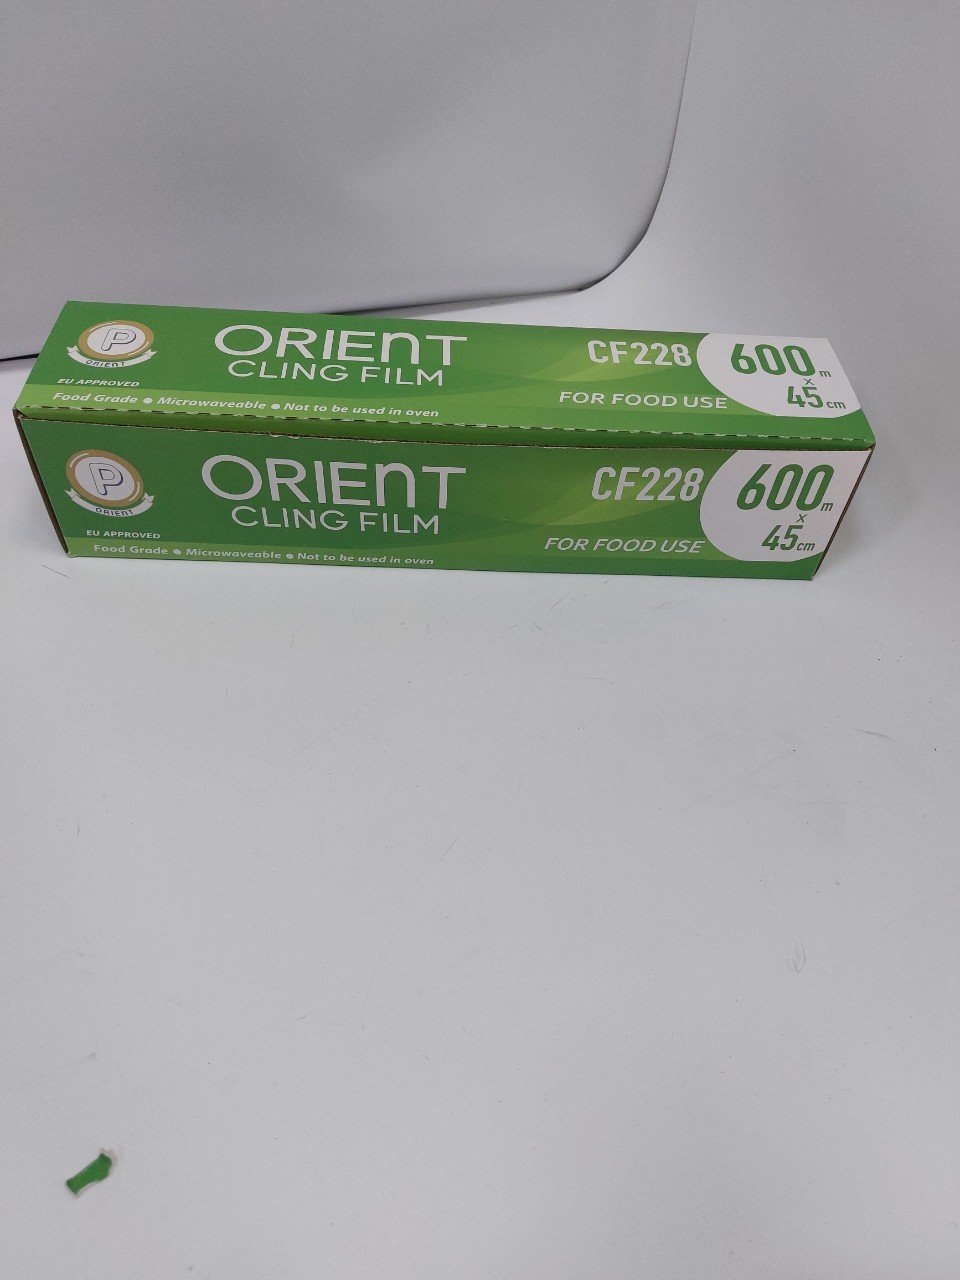 P
ORIENT
EU APPROVED
ORIENT
CLING FILM
CF228
FOR FOOD USE
600m
x
45cm
Food Grade ● Microwaveable ● Not to be used in oven
P
ORIENT
EU APPROVED
ORIENT
CLING FILM
CF228
FOR FOOD USE
600m
x
45cm
Food Grade ● Microwaveable ● Not to be used in oven